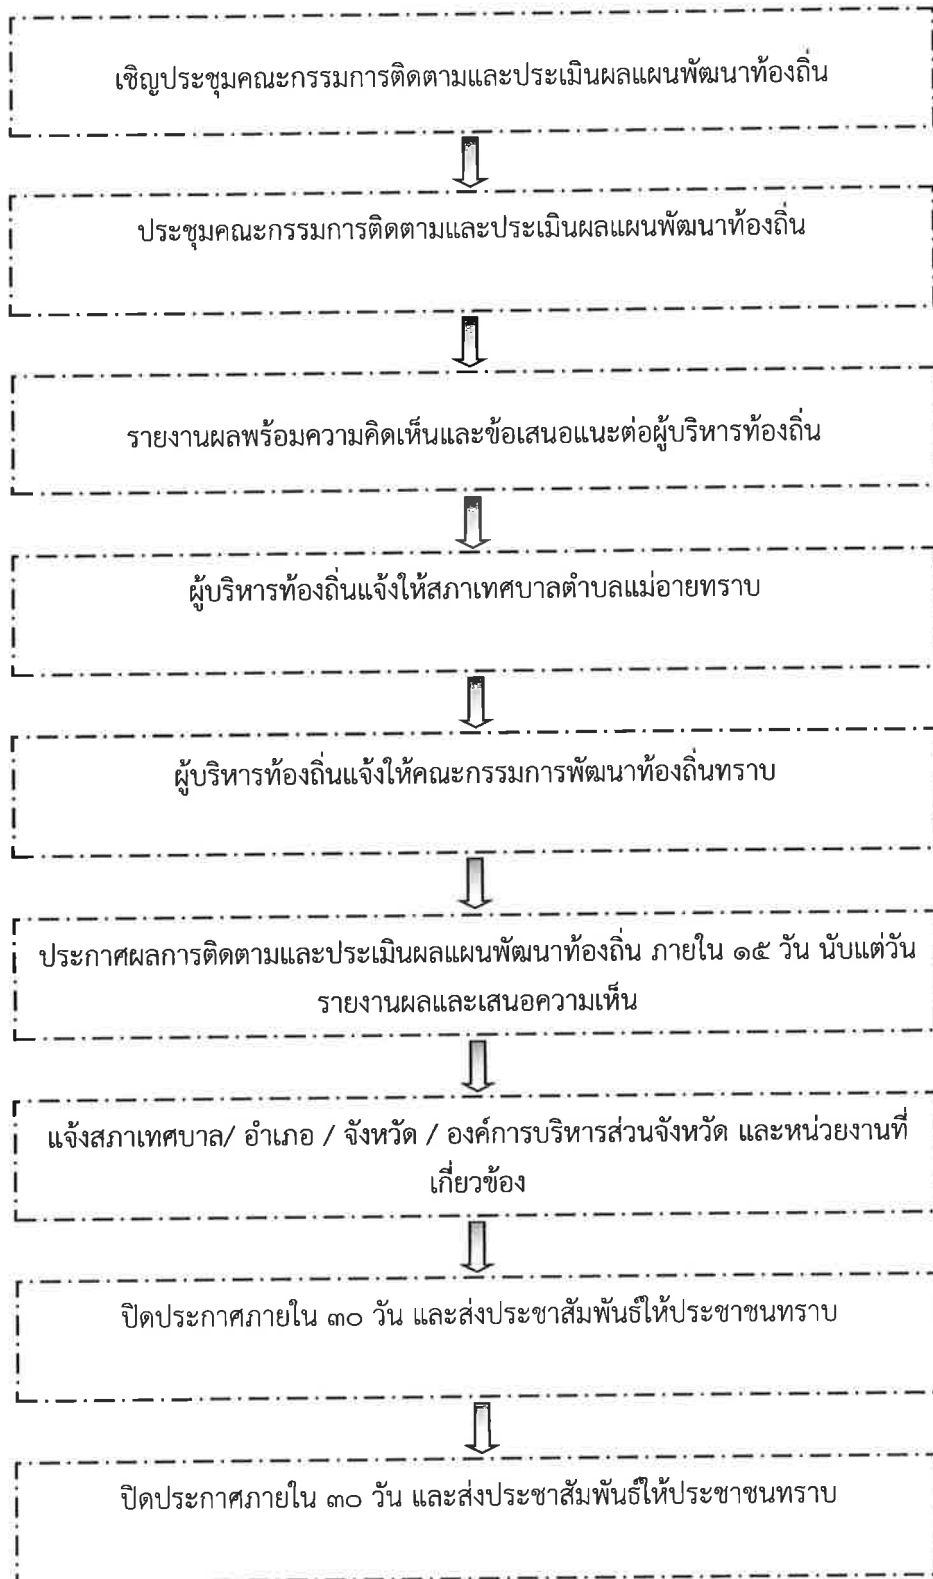 เชิญประชุมคณะกรรมการติดตามและประเมินผลแผนพัฒนาท้องถิ่น
ประชุมคณะกรรมการติดตามและประเมินผลแผนพัฒนาท้องถิ่น
รายงานผลพร้อมความคิดเห็นและข้อเสนอแนะต่อผู้บริหารท้องถิ่น
ผู้บริหารท้องถิ่นแจ้งให้สภาเทศบาลตำบลแม่อายทราบ
ผู้บริหารท้องถิ่นแจ้งให้คณะกรรมการพัฒนาท้องถิ่นทราบ
ประกาศผลการติดตามและประเมินผลแผนพัฒนาท้องถิ่น ภายใน ๑๕ วัน นับแต่วัน
รายงานผลและเสนอความเห็น
แจ้งสภาเทศบาล/ อำเภอ / จังหวัด / องค์การบริหารส่วนจังหวัด และหน่วยงานที่
เกี่ยวข้อง
ปิดประกาศภายใน ๓๐ วัน และส่งประชาสัมพันธ์ให้ประชาชนทราบ
ปิดประกาศภายใน ๓๐ วัน และส่งประชาสัมพันธ์ให้ประชาชนทราบ